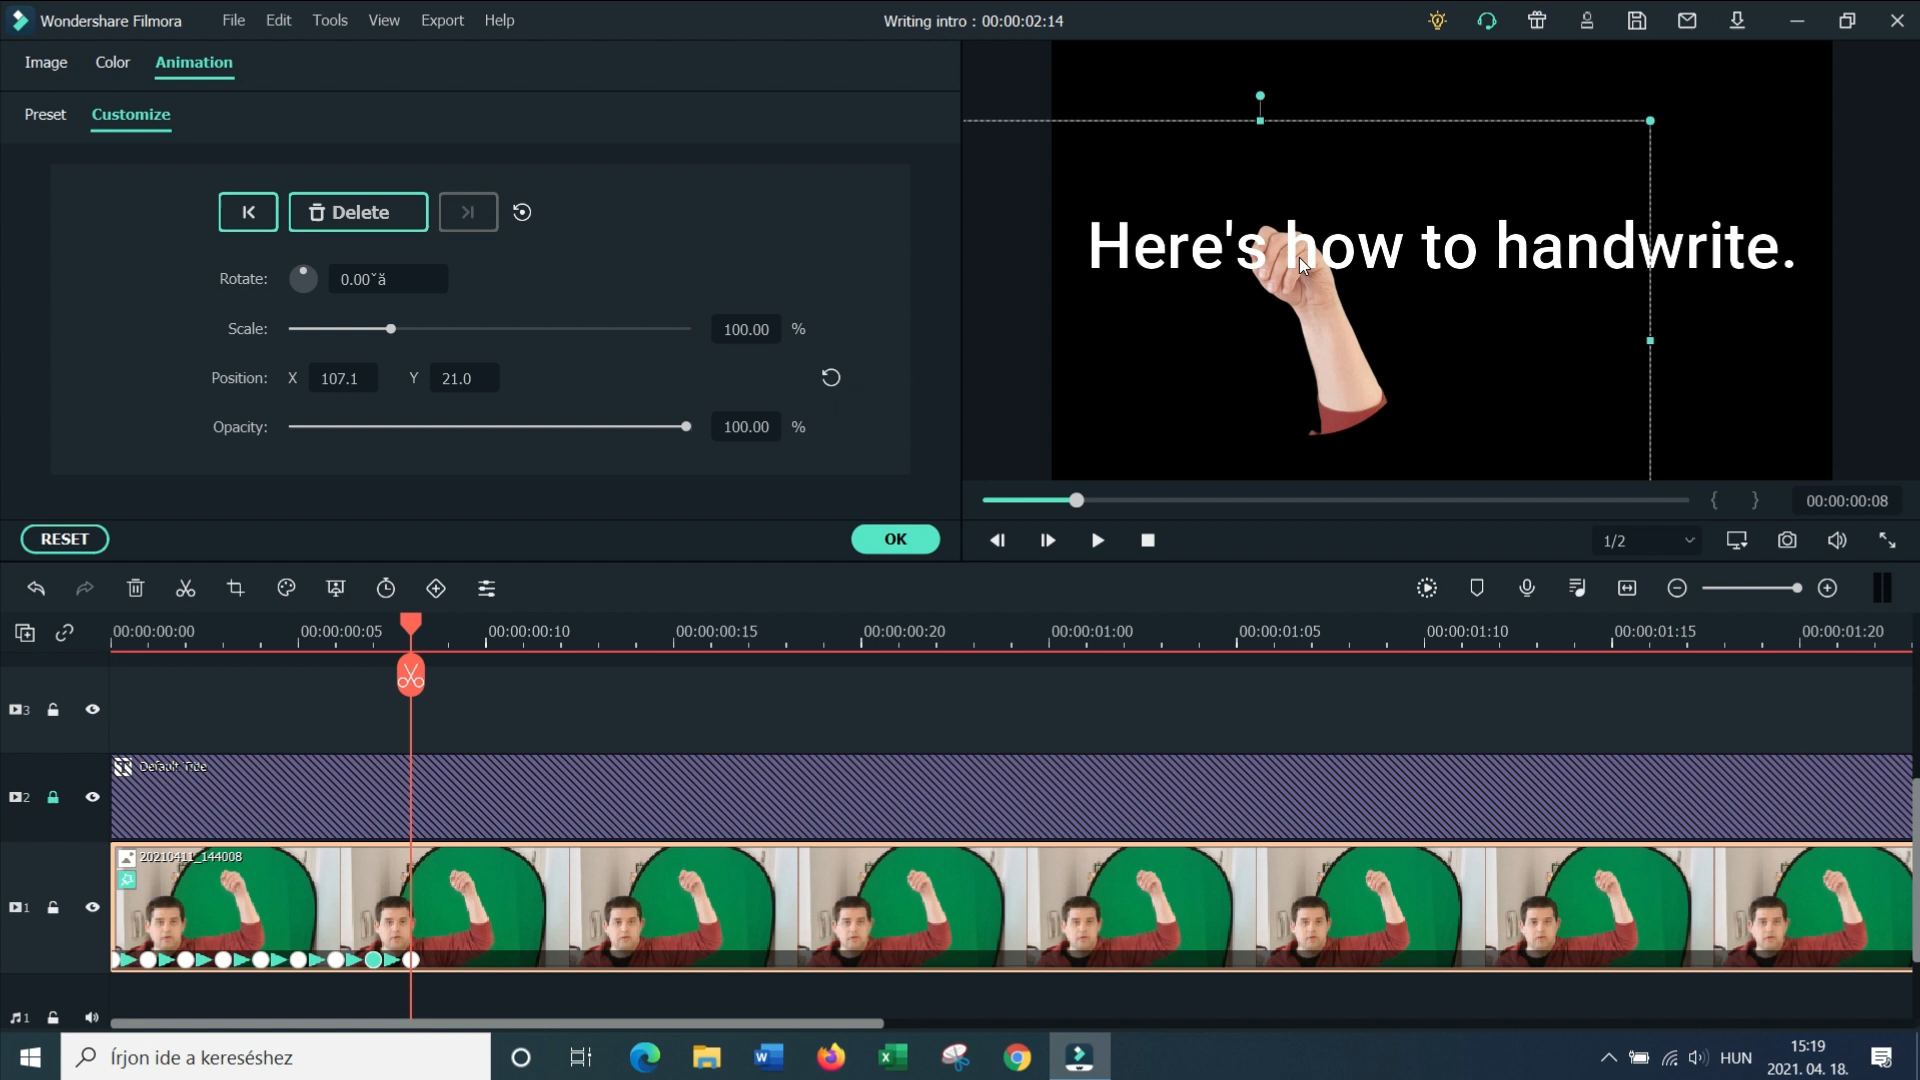 Wondershare Filmora File Edit Tools View Export Help Writing intro : 00:00:02:14
Image Color Animation
Preset Customize
Delete
Rotate: 0.00˘ă
Scale: 100.00 %
Position: X 107.1 Y 21.0
Opacity: 100.00 %
RESET OK
Here's how to handwrite.
{ } 00:00:00:08
1/2
00:00:00:00 00:00:00:05 00:00:00:10 00:00:00:15 00:00:00:20 00:00:01:00 00:00:01:05 00:00:01:10 00:00:01:15 00:00:01:20
3
2 Default Title
1 20210411_144008
1
Írjon ide a kereséshez
HUN 15:19
2021. 04. 18.